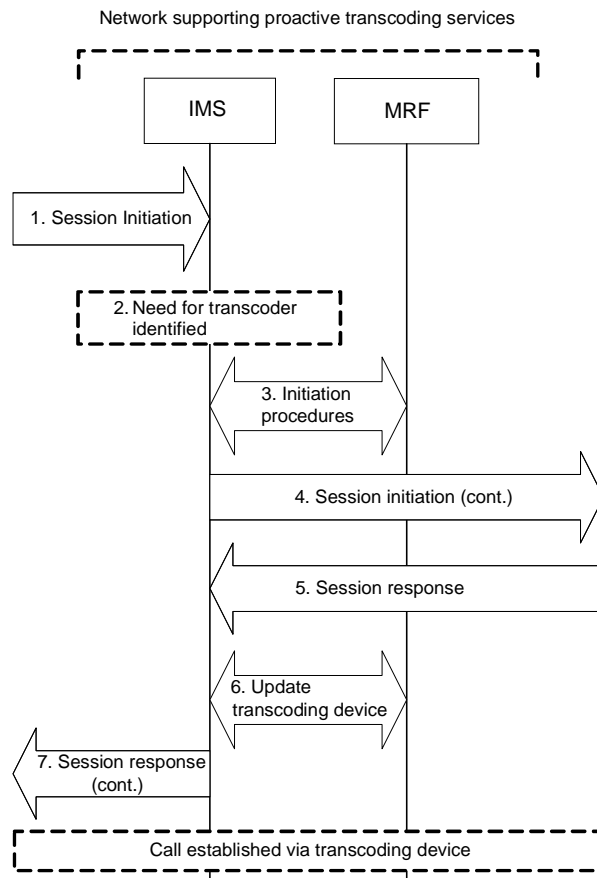 Network supporting proactive transcoding services
IMS
MRF
1. Session Initiation
2. Need for transcoder
identified
3. Initiation
procedures
4. Session initiation (cont.)
5. Session response
6. Update
transcoding device
7. Session response
(cont.)
Call established via transcoding device